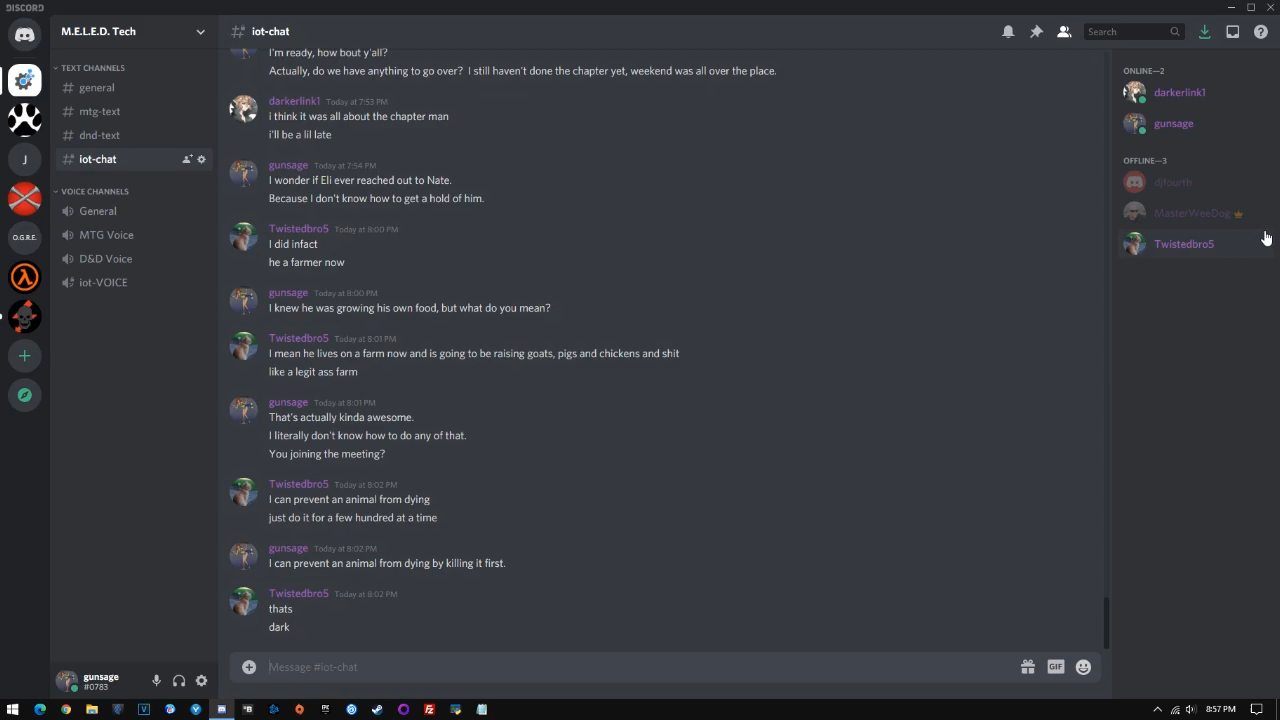 DISCORD
M.E.L.E.D. Tech
iot-chat
Search
TEXT CHANNELS
general
mtg-text
dnd-text
iot-chat
VOICE CHANNELS
General
MTG Voice
D&D Voice
iot-VOICE
J
O.G.R.E.
I'm ready, how bout y'all?
Actually, do we have anything to go over? I still haven't done the chapter yet, weekend was all over the place.
darkerlink1 Today at 7:53 PM
i think it was all about the chapter man
i'll be a lil late
gunsage Today at 7:54 PM
I wonder if Eli ever reached out to Nate.
Because I don't know how to get a hold of him.
Twistedbro5 Today at 8:00 PM
I did infact
he a farmer now
gunsage Today at 8:00 PM
I knew he was growing his own food, but what do you mean?
Twistedbro5 Today at 8:01 PM
I mean he lives on a farm now and is going to be raising goats, pigs and chickens and shit
like a legit ass farm
gunsage Today at 8:01 PM
That's actually kinda awesome.
I literally don't know how to do any of that.
You joining the meeting?
Twistedbro5 Today at 8:02 PM
I can prevent an animal from dying
just do it for a few hundred at a time
gunsage Today at 8:02 PM
I can prevent an animal from dying by killing it first.
Twistedbro5 Today at 8:02 PM
thats
dark
Message #iot-chat
GIF
ONLINE—2
darkerlink1
gunsage
OFFLINE—3
djfourth
MasterWeeDog
Twistedbro5
gunsage
#0783
8:57 PM